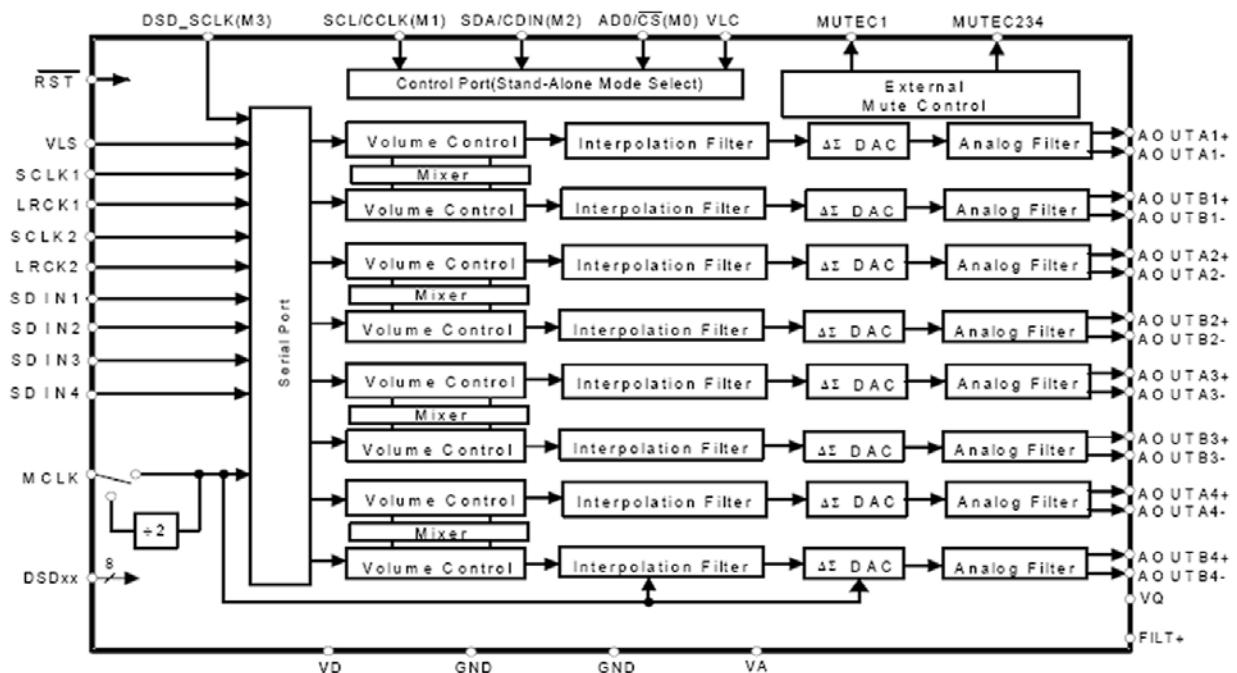 DSD_SCLK(M3) SCL/CCLK(M1) SDA/CDIN(M2) AD0/CS(M0) VLC MUTEC1 MUTEC234
RST
Control Port(Stand-Alone Mode Select)
External
Mute Control
VLS
SCLK1
LRCK1
SCLK2
LRCK2
SDIN1
SDIN2
SDIN3
SDIN4
MCLK
÷2
DSDxx
8
Serial Port
Volume Control Interpolation Filter ΔΣ DAC Analog Filter AOUTA1+
AOUTA1-
Mixer
Volume Control Interpolation Filter ΔΣ DAC Analog Filter AOUTB1+
AOUTB1-
Volume Control Interpolation Filter ΔΣ DAC Analog Filter AOUTA2+
AOUTA2-
Mixer
Volume Control Interpolation Filter ΔΣ DAC Analog Filter AOUTB2+
AOUTB2-
Volume Control Interpolation Filter ΔΣ DAC Analog Filter AOUTA3+
AOUTA3-
Mixer
Volume Control Interpolation Filter ΔΣ DAC Analog Filter AOUTB3+
AOUTB3-
Volume Control Interpolation Filter ΔΣ DAC Analog Filter AOUTA4+
AOUTA4-
Mixer
Volume Control Interpolation Filter ΔΣ DAC Analog Filter AOUTB4+
AOUTB4-
VQ
FILT+
VD GND GND VA